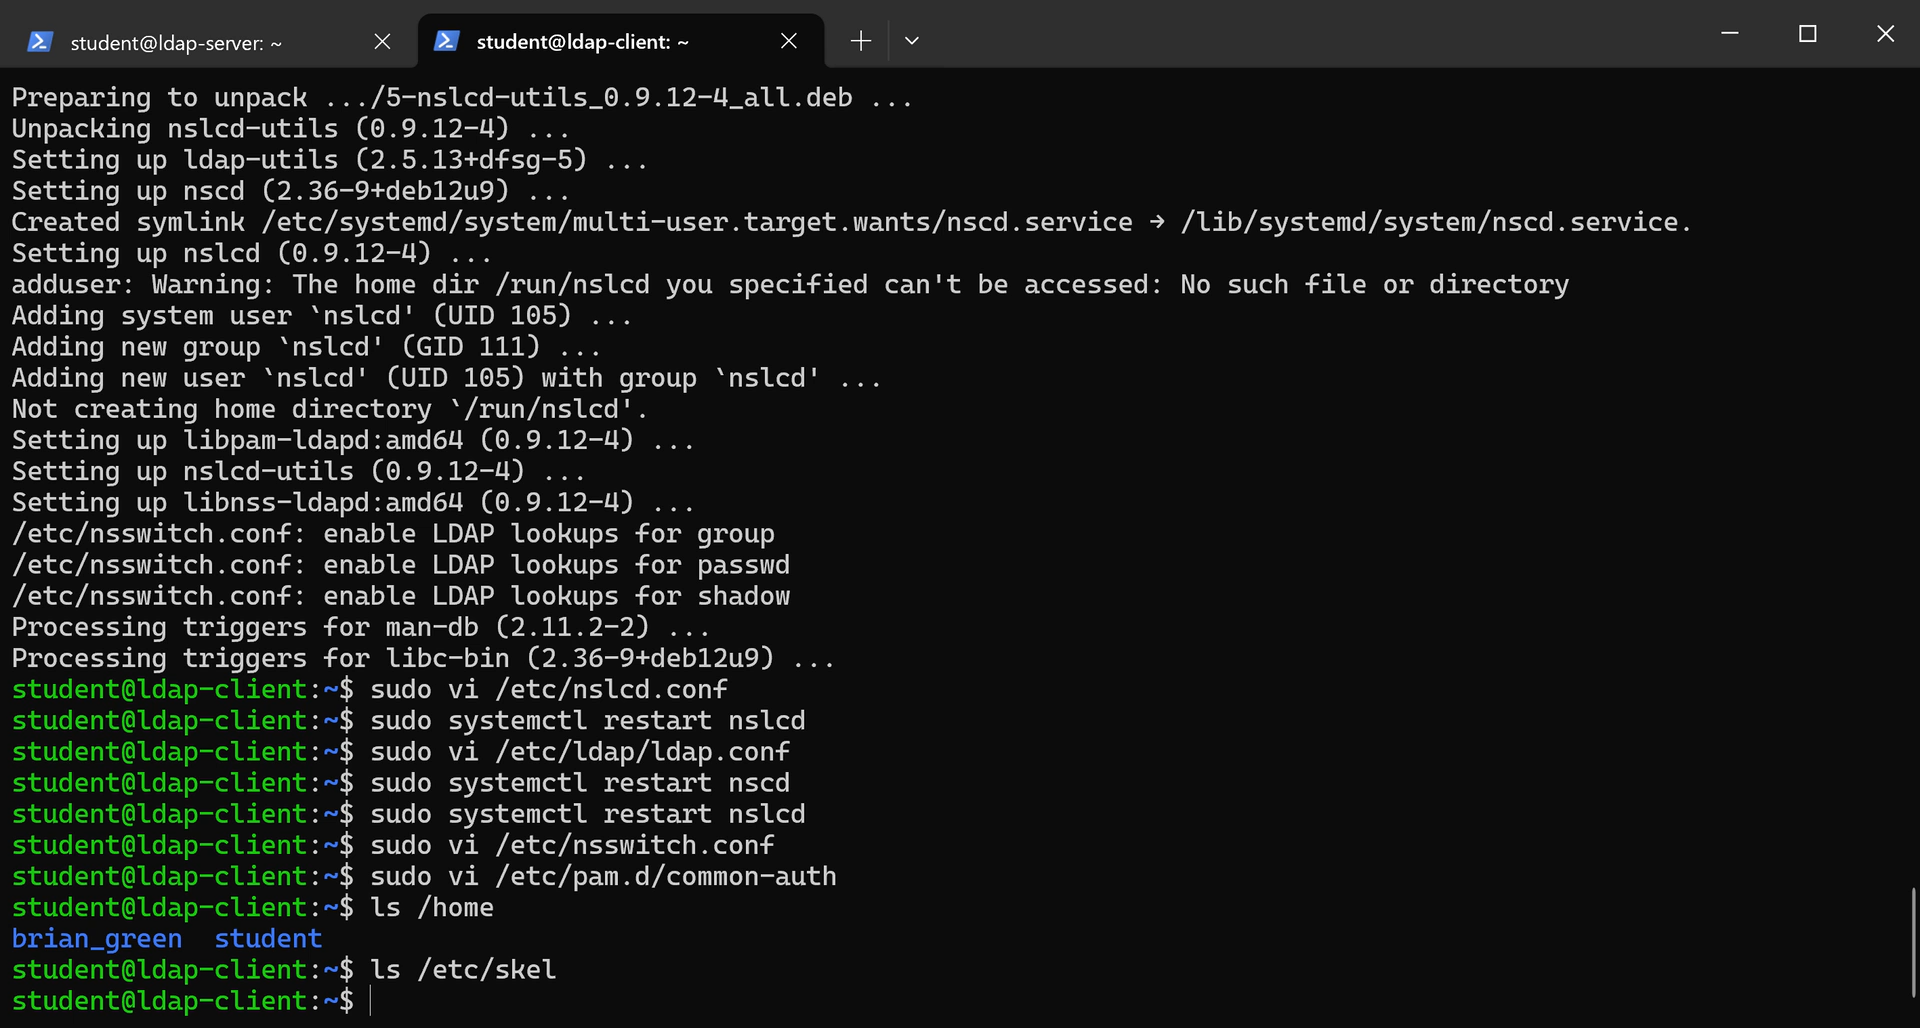 student@ldap-server: ~
student@ldap-client: ~
Preparing to unpack .../5-nslcd-utils_0.9.12-4_all.deb ...
Unpacking nslcd-utils (0.9.12-4) ...
Setting up ldap-utils (2.5.13+dfsg-5) ...
Setting up nscd (2.36-9+deb12u9) ...
Created symlink /etc/systemd/system/multi-user.target.wants/nscd.service → /lib/systemd/system/nscd.service.
Setting up nslcd (0.9.12-4) ...
adduser: Warning: The home dir /run/nslcd you specified can't be accessed: No such file or directory
Adding system user `nslcd' (UID 105) ...
Adding new group `nslcd' (GID 111) ...
Adding new user `nslcd' (UID 105) with group `nslcd' ...
Not creating home directory `/run/nslcd'.
Setting up libpam-ldapd:amd64 (0.9.12-4) ...
Setting up nslcd-utils (0.9.12-4) ...
Setting up libnss-ldapd:amd64 (0.9.12-4) ...
/etc/nsswitch.conf: enable LDAP lookups for group
/etc/nsswitch.conf: enable LDAP lookups for passwd
/etc/nsswitch.conf: enable LDAP lookups for shadow
Processing triggers for man-db (2.11.2-2) ...
Processing triggers for libc-bin (2.36-9+deb12u9) ...
student@ldap-client:~$ sudo vi /etc/nslcd.conf
student@ldap-client:~$ sudo systemctl restart nslcd
student@ldap-client:~$ sudo vi /etc/ldap/ldap.conf
student@ldap-client:~$ sudo systemctl restart nscd
student@ldap-client:~$ sudo systemctl restart nslcd
student@ldap-client:~$ sudo vi /etc/nsswitch.conf
student@ldap-client:~$ sudo vi /etc/pam.d/common-auth
student@ldap-client:~$ ls /home
brian_green  student
student@ldap-client:~$ ls /etc/skel
student@ldap-client:~$